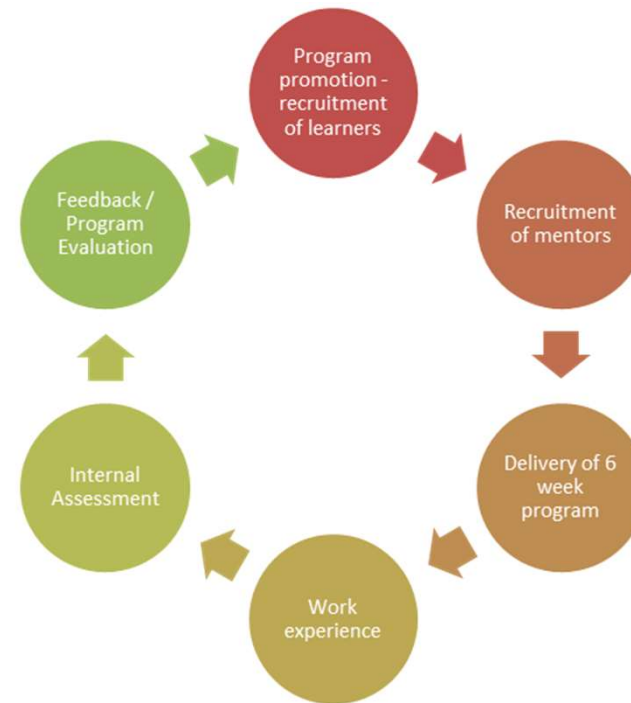 Program
promotion -
recruitment
of learners
Recruitment
of mentors
Delivery of 6
week
program
Work
experience
Internal
Assessment
Feedback /
Program
Evaluation